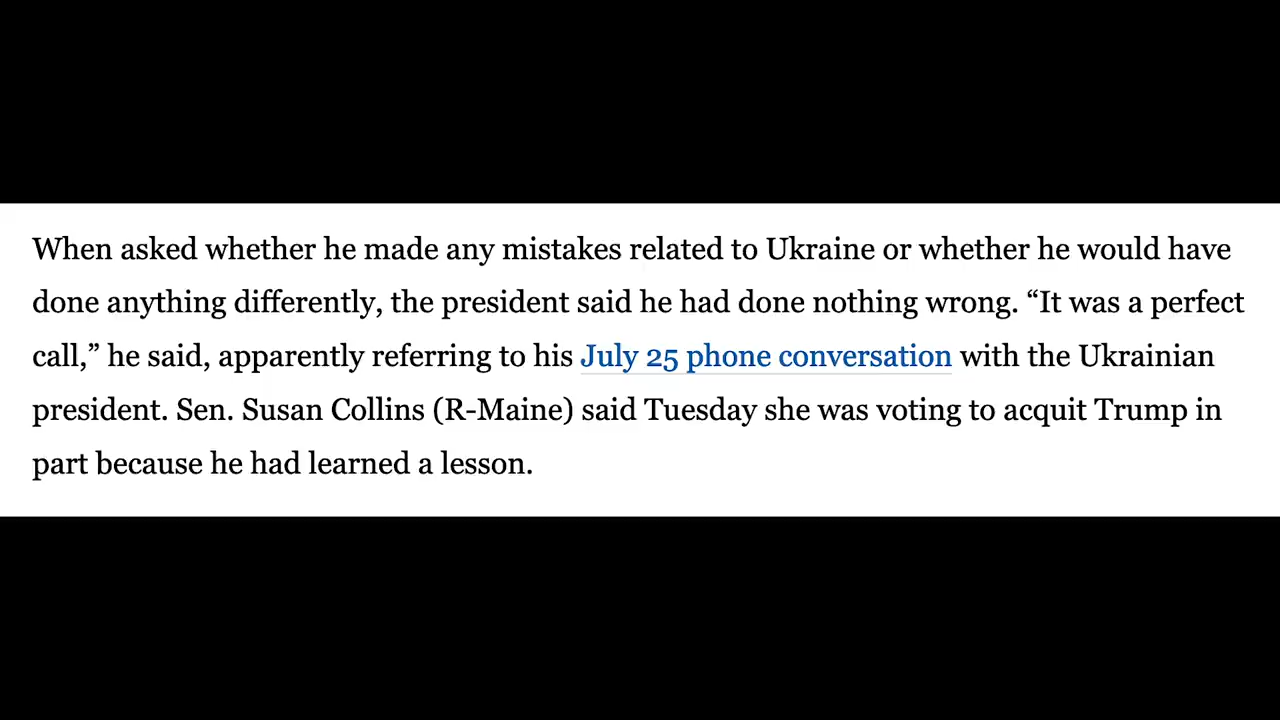 When asked whether he made any mistakes related to Ukraine or whether he would have
done anything differently, the president said he had done nothing wrong. “It was a perfect
call,” he said, apparently referring to his July 25 phone conversation with the Ukrainian
president. Sen. Susan Collins (R-Maine) said Tuesday she was voting to acquit Trump in
part because he had learned a lesson.